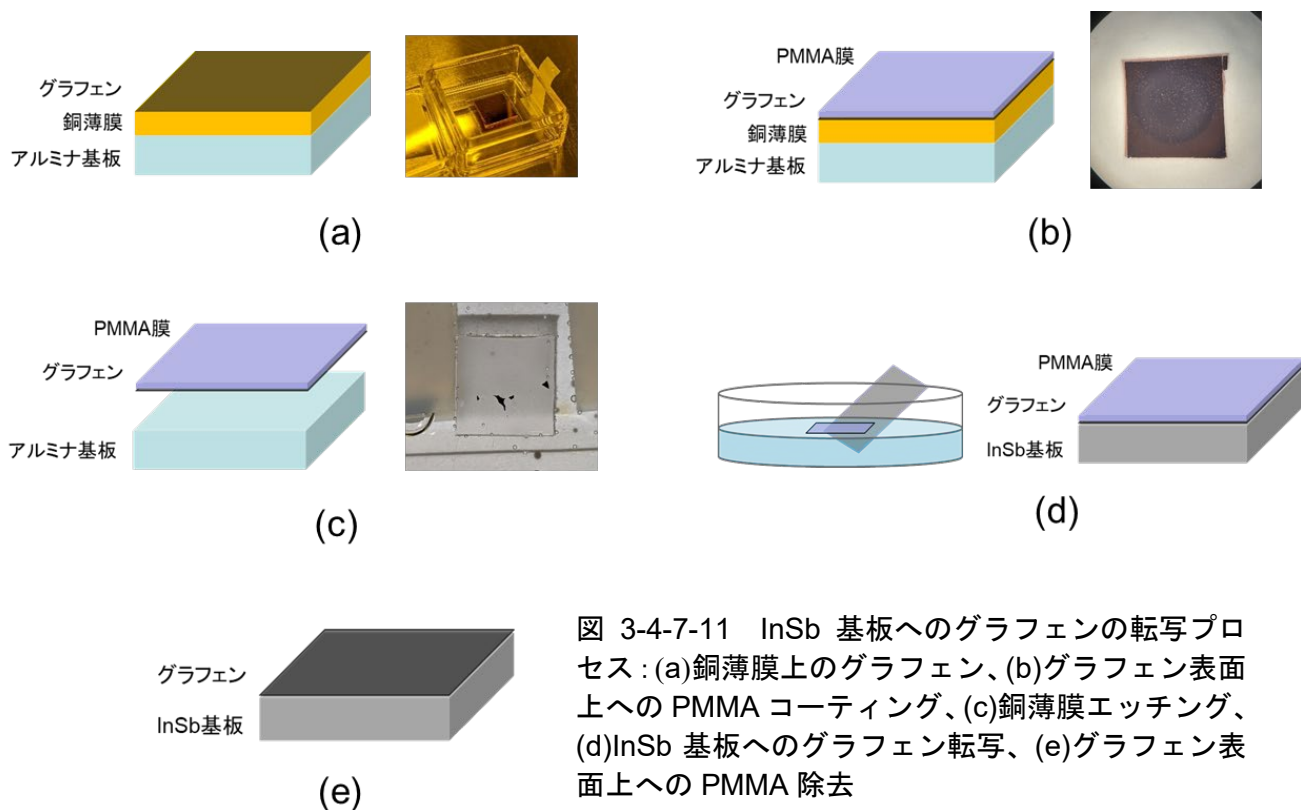 グラフェン
銅薄膜
アルミナ基板
(a)
PMMA膜
グラフェン
銅薄膜
アルミナ基板
(b)
PMMA膜
グラフェン
アルミナ基板
(c)
PMMA膜
グラフェン
InSb基板
(d)
グラフェン
InSb基板
(e)
図 3-4-7-11 InSb 基板へのグラフェンの転写プロ
セス:(a)銅薄膜上のグラフェン、(b)グラフェン表面
上への PMMA コーティング、(c)銅薄膜エッチング、
(d)InSb 基板へのグラフェン転写、(e)グラフェン表
面上への PMMA 除去